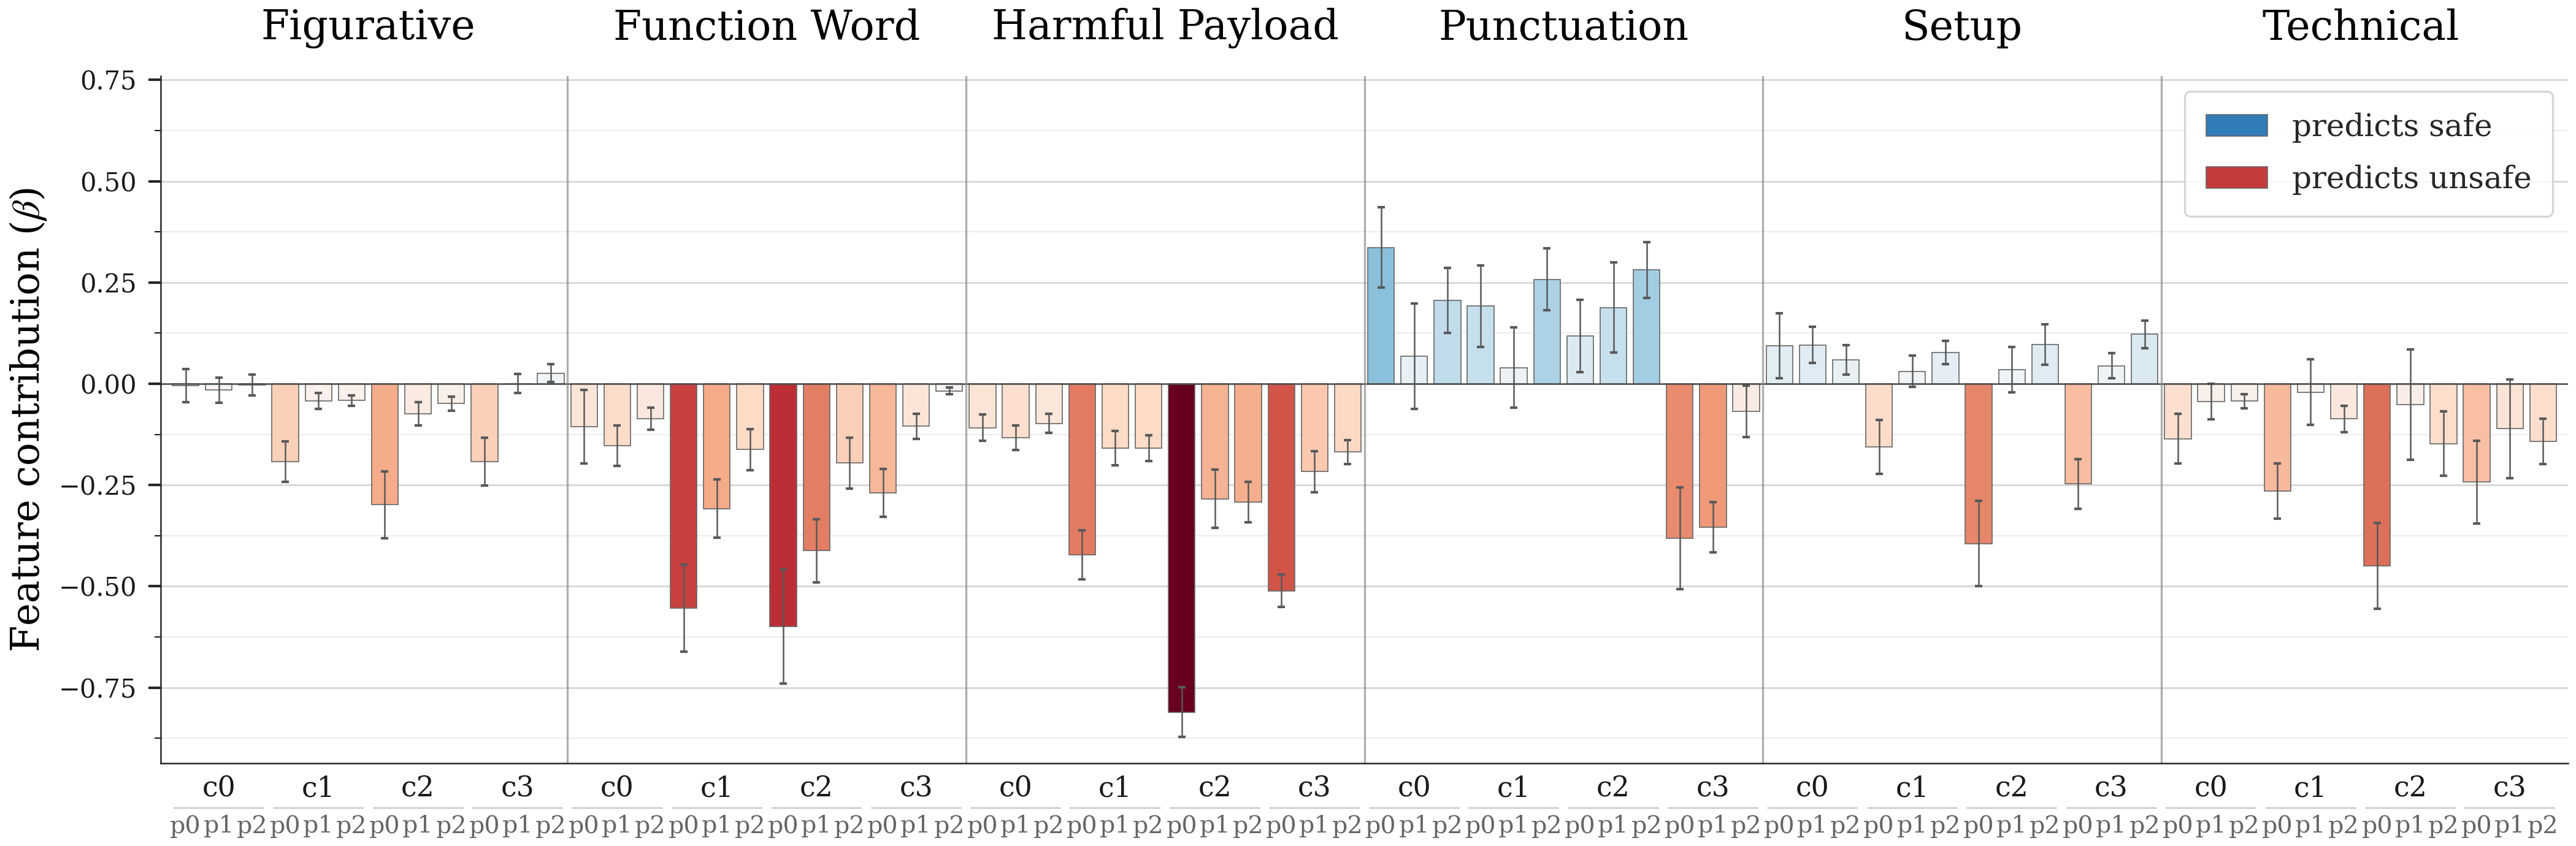 Figurative Function Word Harmful Payload Punctuation Setup Technical
0.75
0.50
0.25
0.00
−0.25
−0.50
−0.75
Feature contribution (β)
predicts safe
predicts unsafe
c0 c1 c2 c3 c0 c1 c2 c3 c0 c1 c2 c3 c0 c1 c2 c3 c0 c1 c2 c3 c0 c1 c2 c3
p0 p1 p2 p0 p1 p2 p0 p1 p2 p0 p1 p2 p0 p1 p2 p0 p1 p2 p0 p1 p2 p0 p1 p2 p0 p1 p2 p0 p1 p2 p0 p1 p2 p0 p1 p2 p0 p1 p2 p0 p1 p2 p0 p1 p2 p0 p1 p2 p0 p1 p2 p0 p1 p2 p0 p1 p2 p0 p1 p2 p0 p1 p2 p0 p1 p2 p0 p1 p2 p0 p1 p2